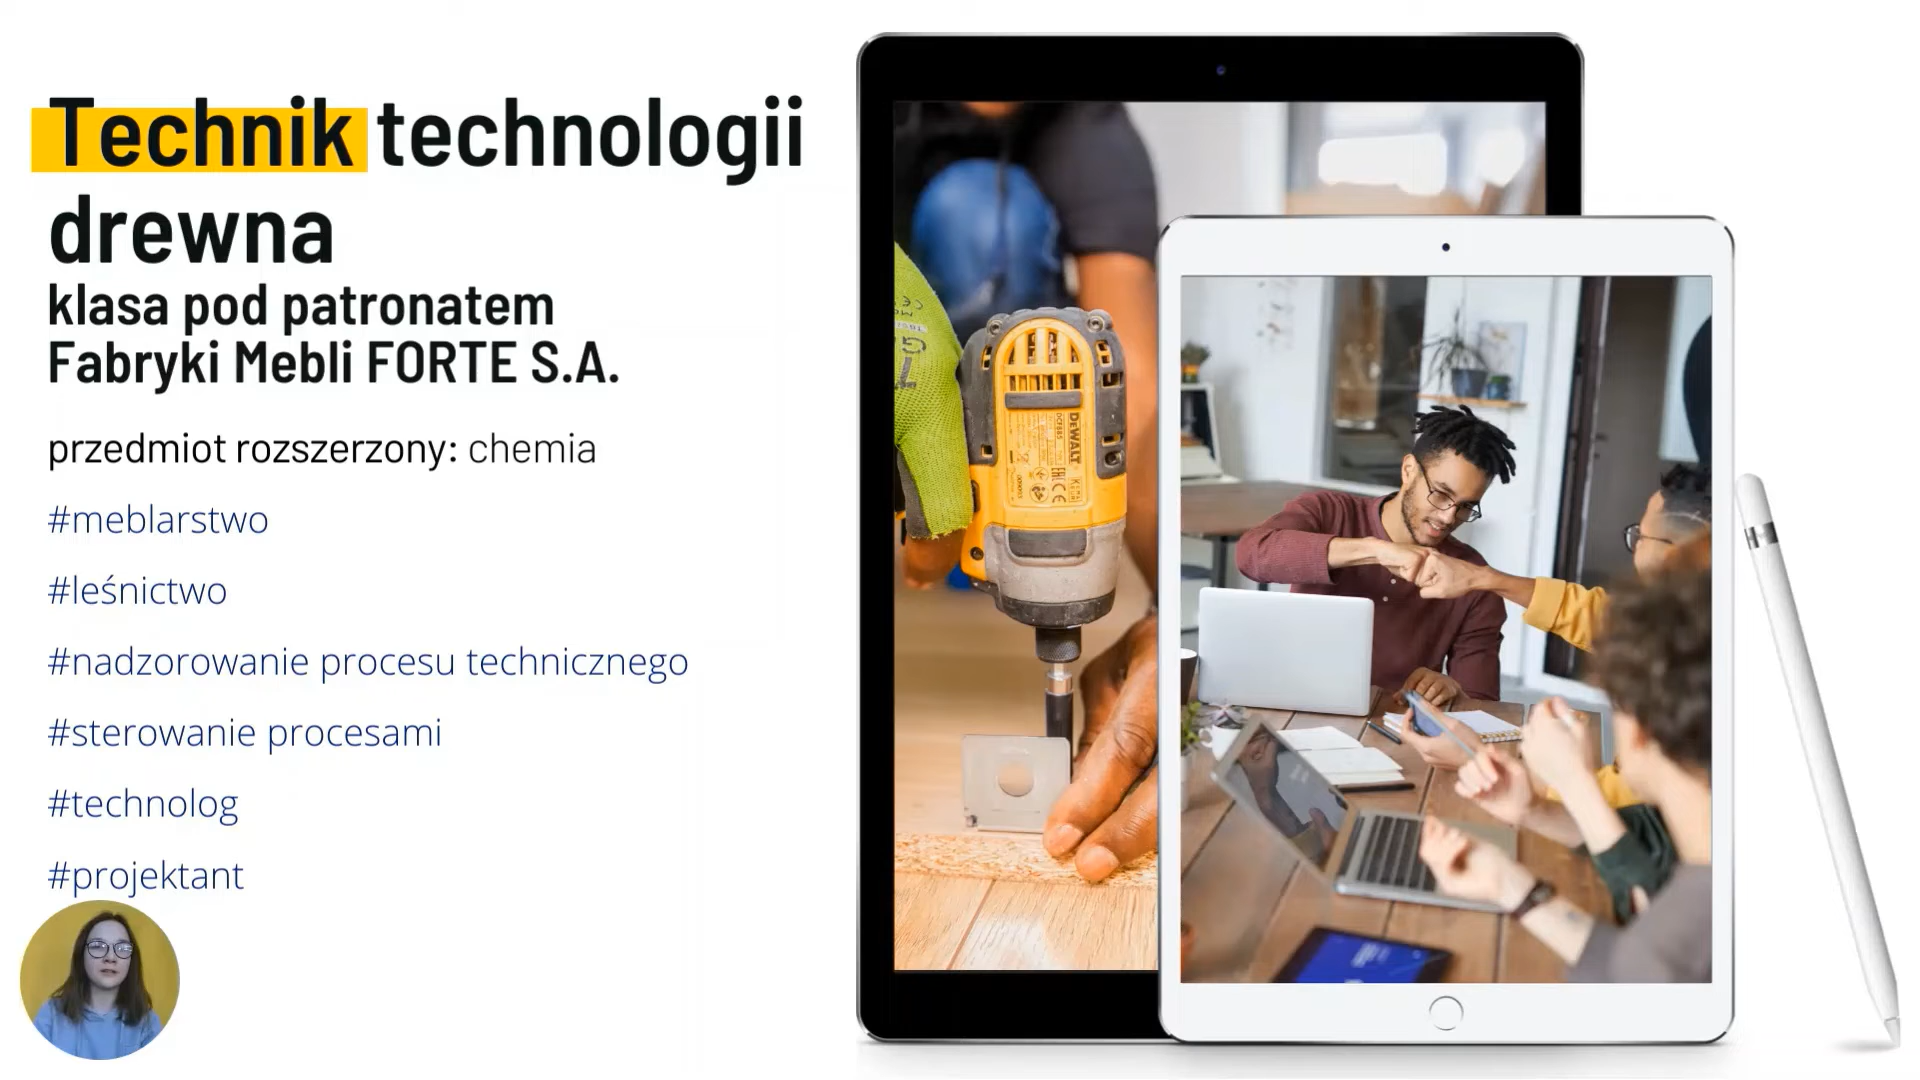 Technik technologii
drewna
klasa pod patronatem
Fabryki Mebli FORTE S.A.
przedmiot rozszerzony: chemia
#meblarstwo
#leśnictwo
#nadzorowanie procesu technicznego
#sterowanie procesami
#technolog
#projektant
DEWALT
DCF885